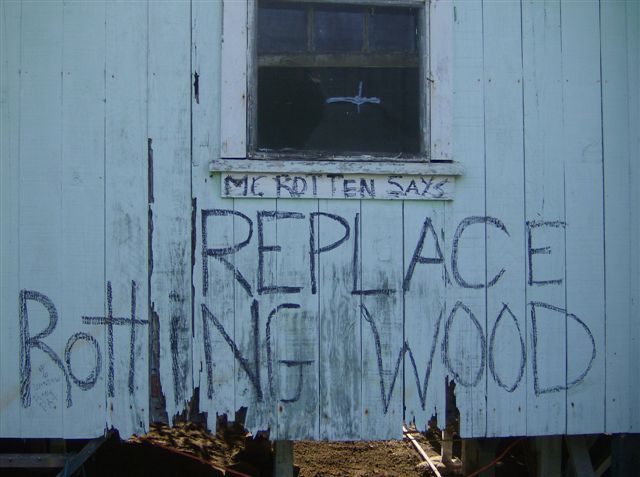 MC ROTTEN SAYS
REPLACE
RottiNG WOOD